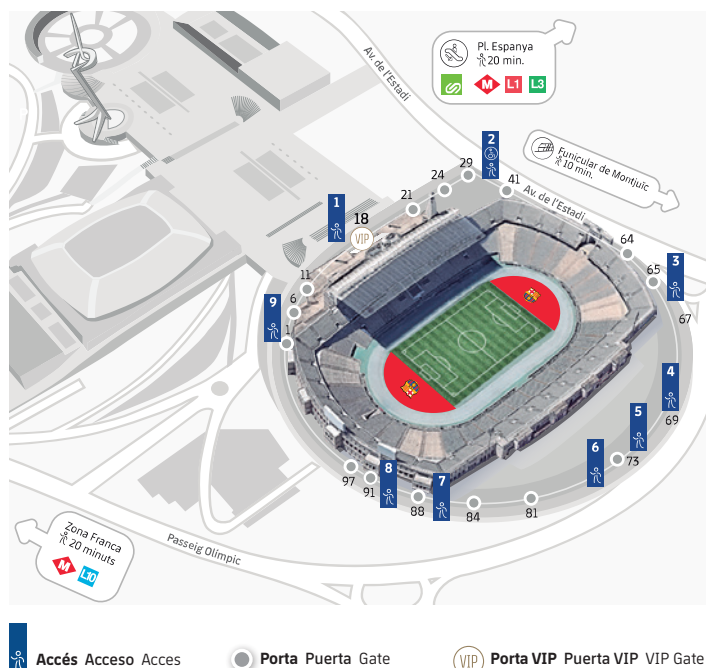 Pl. Espanya
20 min.
M L1 L3
Av. de l'Estadi
Funicular de Montjuïc
10 min.
Av. de l'Estadi
2
29
24
41
21
1
18
VIP
64
3
65
11
6
9
67
1
4
5
69
6
73
8
97
91
7
88
84
81
Zona Franca
20 minuts
M L10
Passeig Olímpic
Accés Acceso Acces
Porta Puerta Gate
VIP Porta VIP Puerta VIP VIP Gate